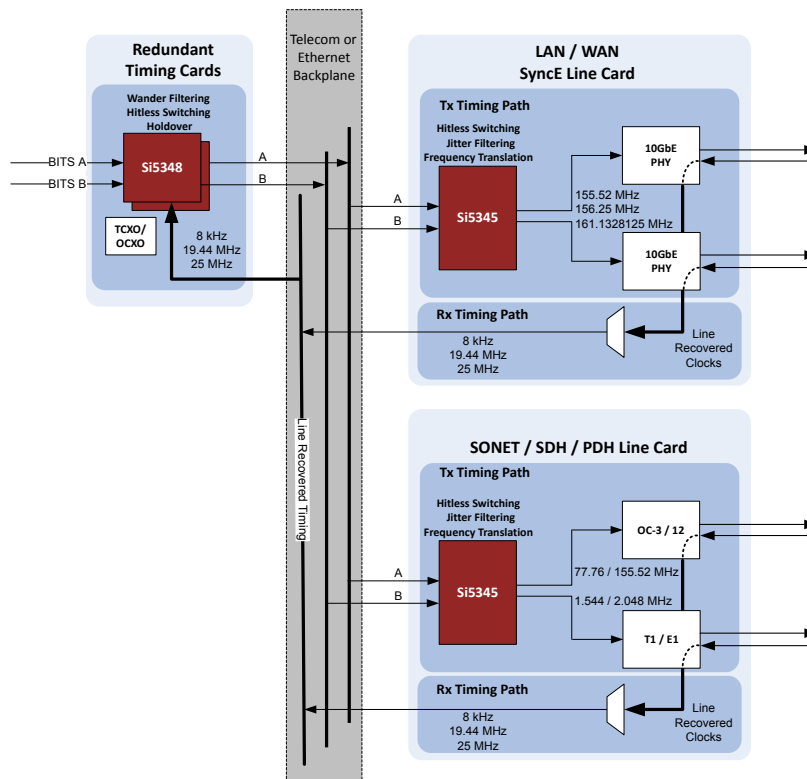 Redundant
Timing Cards
Wander Filtering
Hitless Switching
Holdover
BITS A
BITS B
Si5348
TCXO/
OCXO
8 kHz
19.44 MHz
25 MHz
A
B
Telecom or
Ethernet
Backplane
Line Recovered Timing
LAN / WAN
SyncE Line Card
Tx Timing Path
Hitless Switching
Jitter Filtering
Frequency Translation
A
B
Si5345
155.52 MHz
156.25 MHz
161.1328125 MHz
10GbE
PHY
10GbE
PHY
Rx Timing Path
8 kHz
19.44 MHz
25 MHz
Line
Recovered
Clocks
SONET / SDH / PDH Line Card
Tx Timing Path
Hitless Switching
Jitter Filtering
Frequency Translation
A
B
Si5345
77.76 / 155.52 MHz
1.544 / 2.048 MHz
OC-3 / 12
T1 / E1
Rx Timing Path
8 kHz
19.44 MHz
25 MHz
Line
Recovered
Clocks